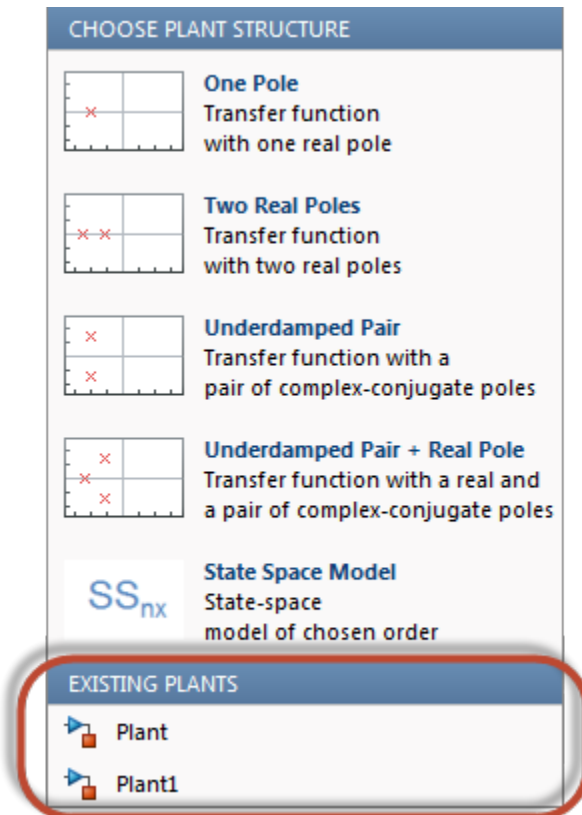 CHOOSE PLANT STRUCTURE
One Pole
Transfer function
with one real pole
Two Real Poles
Transfer function
with two real poles
Underdamped Pair
Transfer function with a
pair of complex-conjugate poles
Underdamped Pair + Real Pole
Transfer function with a real and
a pair of complex-conjugate poles
SSnx
State Space Model
State-space
model of chosen order
EXISTING PLANTS
Plant
Plant1